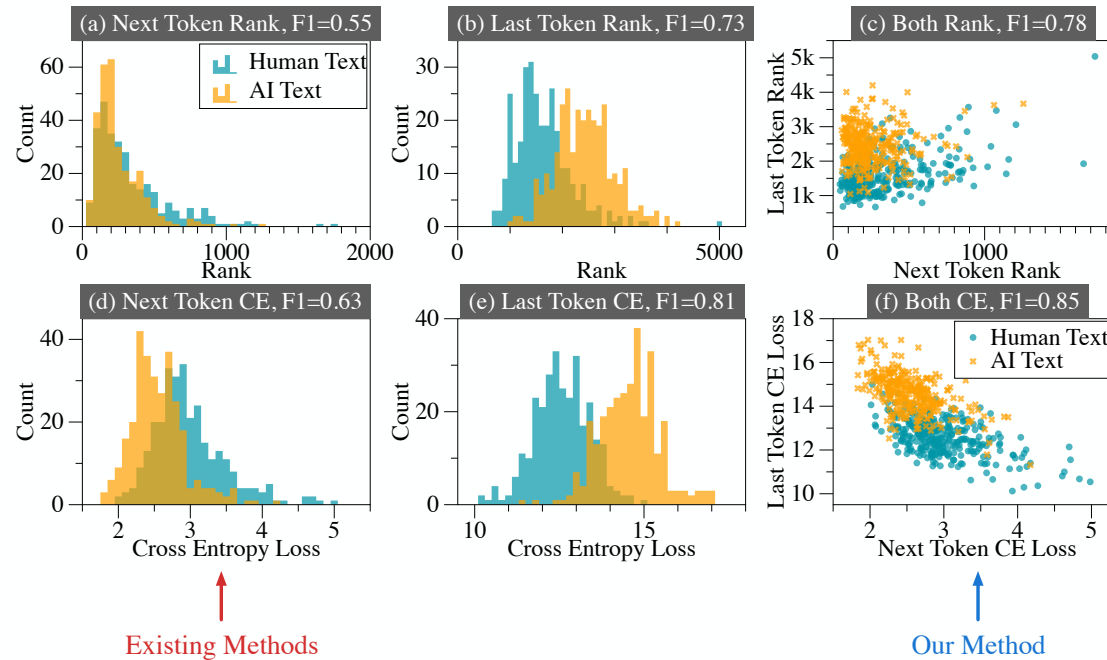 (a) Next Token Rank, F1=0.55
60
40
20
0
Count
Human Text
AI Text
0
1000
2000
Rank
(b) Last Token Rank, F1=0.73
30
20
10
0
Count
0
5000
Rank
(c) Both Rank, F1=0.78
5k
4k
3k
2k
1k
Last Token Rank
0
1000
Next Token Rank
(d) Next Token CE, F1=0.63
40
20
0
Count
2
3
4
5
Cross Entropy Loss
(e) Last Token CE, F1=0.81
40
20
0
Count
10
15
Cross Entropy Loss
(f) Both CE, F1=0.85
18
16
14
12
10
Last Token CE Loss
Human Text
AI Text
2
3
4
5
Next Token CE Loss
Existing Methods
Our Method